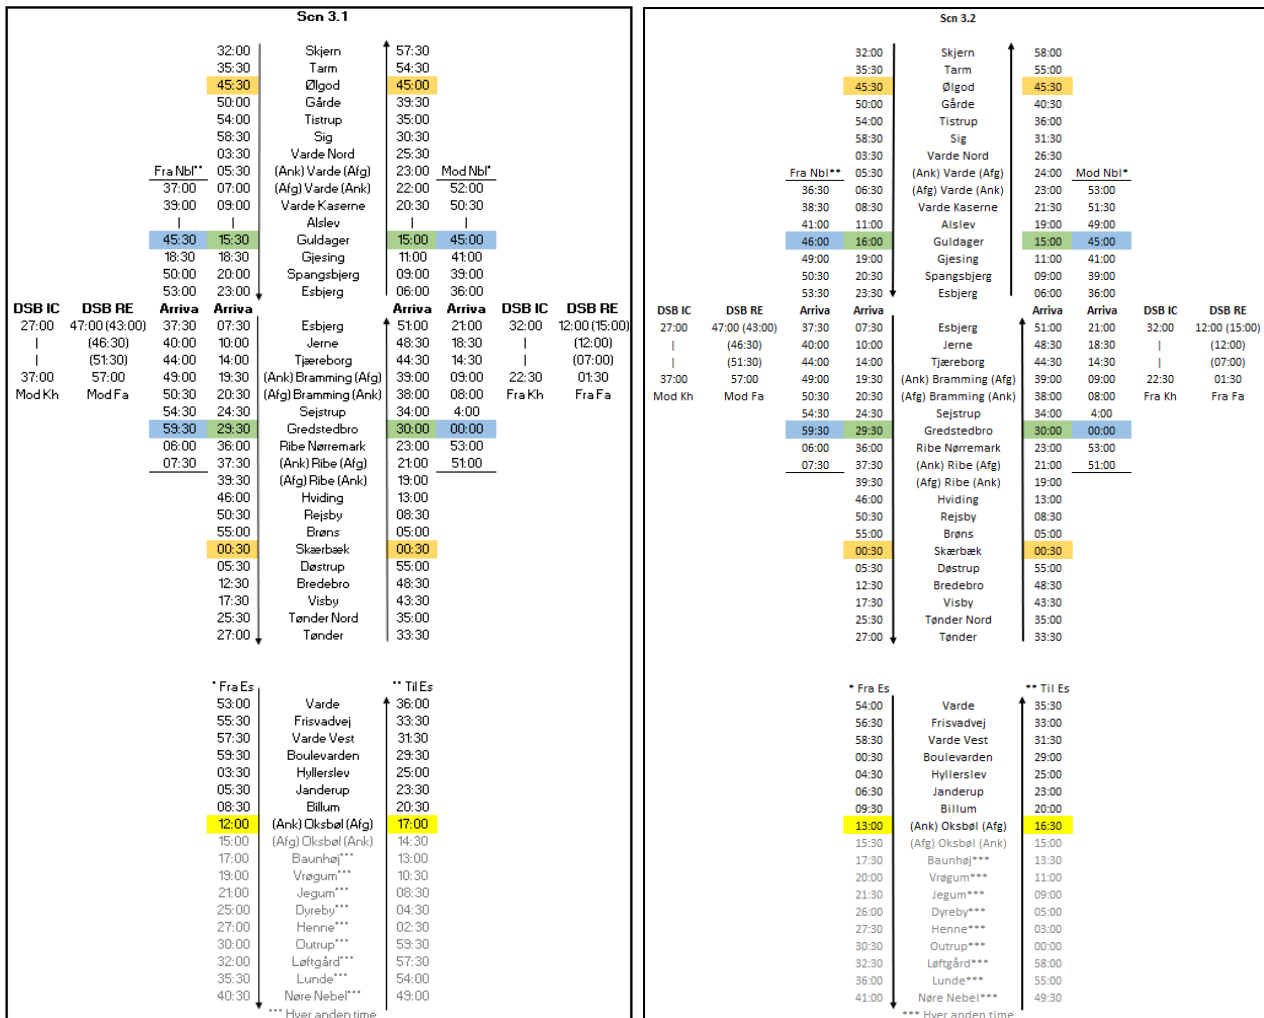 Scn 3.1
32:00 Skjern 57:30
35:30 Tarm 54:30
45:30 Ølgod 45:00
50:00 Gårde 39:30
54:00 Tistrup 35:00
58:30 Sig 30:30
03:30 Varde Nord 25:30
Fra Nbl** 05:30 (Ank) Varde (Afg) 23:00 Mod Nbl*
37:00 07:00 (Afg) Varde (Ank) 22:00 52:00
39:00 09:00 Varde Kaserne 20:30 50:30
| | Alslev | |
45:30 15:30 Guldager 15:00 45:00
18:30 18:30 Gjesing 11:00 41:00
50:00 20:00 Spangsbjerg 09:00 39:00
53:00 23:00 Esbjerg 06:00 36:00
DSB IC DSB RE Arriva Arriva Arriva Arriva DSB IC DSB RE
27:00 47:00 (43:00) 37:30 07:30 Esbjerg 51:00 21:00 32:00 12:00 (15:00)
| (46:30) 40:00 10:00 Jerne 48:30 18:30 | (12:00)
| (51:30) 44:00 14:00 Tjæreborg 44:30 14:30 | (07:00)
37:00 57:00 49:00 19:30 (Ank) Bramming (Afg) 39:00 09:00 22:30 01:30
Mod Kh Mod Fa 50:30 20:30 (Afg) Bramming (Ank) 38:00 08:00 Fra Kh Fra Fa
54:30 24:30 Sejstrup 34:00 4:00
59:30 29:30 Gredstedbro 30:00 00:00
06:00 36:00 Ribe Nørremark 23:00 53:00
07:30 37:30 (Ank) Ribe (Afg) 21:00 51:00
39:30 (Afg) Ribe (Ank) 19:00
46:00 Hviding 13:00
50:30 Rejsby 08:30
55:00 Brøns 05:00
00:30 Skærbæk 00:30
05:30 Døstrup 55:00
12:30 Bredebro 48:30
17:30 Visby 43:30
25:30 Tønder Nord 35:00
27:00 Tønder 33:30
* Fra Es ** Til Es
53:00 Varde 36:00
55:30 Frisvadvej 33:30
57:30 Varde Vest 31:30
59:30 Boulevarden 29:30
03:30 Hyllerslev 25:00
05:30 Janderup 23:30
08:30 Billum 20:30
12:00 (Ank) Oksbøl (Afg) 17:00
15:00 (Afg) Oksbøl (Ank) 14:30
17:00 Baunhøj*** 13:00
19:00 Vrøgum*** 10:30
21:00 Jegum*** 08:30
25:00 Dyreby*** 04:30
27:00 Henne*** 02:30
30:00 Outrup*** 59:30
32:00 Løftgård*** 57:30
35:30 Lunde*** 54:00
40:30 Nøre Nebel*** 49:00
*** Hver anden time
Scn 3.2
32:00 Skjern 58:00
35:30 Tarm 55:00
45:30 Ølgod 45:30
50:00 Gårde 40:30
54:00 Tistrup 36:00
58:30 Sig 31:30
03:30 Varde Nord 26:30
Fra Nbl** 05:30 (Ank) Varde (Afg) 24:00 Mod Nbl*
36:30 06:30 (Afg) Varde (Ank) 23:00 53:00
38:30 08:30 Varde Kaserne 21:30 51:30
41:00 11:00 Alslev 19:00 49:00
46:00 16:00 Guldager 15:00 45:00
49:00 19:00 Gjesing 11:00 41:00
50:30 20:30 Spangsbjerg 09:00 39:00
53:30 23:30 Esbjerg 06:00 36:00
DSB IC DSB RE Arriva Arriva Arriva Arriva DSB IC DSB RE
27:00 47:00 (43:00) 37:30 07:30 Esbjerg 51:00 21:00 32:00 12:00 (15:00)
| (46:30) 40:00 10:00 Jerne 48:30 18:30 | (12:00)
| (51:30) 44:00 14:00 Tjæreborg 44:30 14:30 | (07:00)
37:00 57:00 49:00 19:30 (Ank) Bramming (Afg) 39:00 09:00 22:30 01:30
Mod Kh Mod Fa 50:30 20:30 (Afg) Bramming (Ank) 38:00 08:00 Fra Kh Fra Fa
54:30 24:30 Sejstrup 34:00 4:00
59:30 29:30 Gredstedbro 30:00 00:00
06:00 36:00 Ribe Nørremark 23:00 53:00
07:30 37:30 (Ank) Ribe (Afg) 21:00 51:00
39:30 (Afg) Ribe (Ank) 19:00
46:00 Hviding 13:00
50:30 Rejsby 08:30
55:00 Brøns 05:00
00:30 Skærbæk 00:30
05:30 Døstrup 55:00
12:30 Bredebro 48:30
17:30 Visby 43:30
25:30 Tønder Nord 35:00
27:00 Tønder 33:30
* Fra Es ** Til Es
54:00 Varde 35:30
56:30 Frisvadvej 33:00
58:30 Varde Vest 31:30
00:30 Boulevarden 29:00
04:30 Hyllerslev 25:00
06:30 Janderup 23:00
09:30 Billum 20:00
13:00 (Ank) Oksbøl (Afg) 16:30
15:30 (Afg) Oksbøl (Ank) 15:00
17:30 Baunhøj*** 13:30
20:00 Vrøgum*** 11:00
21:30 Jegum*** 09:00
26:00 Dyreby*** 05:00
27:30 Henne*** 03:00
30:30 Outrup*** 00:00
32:30 Løftgård*** 58:00
36:00 Lunde*** 55:00
41:00 Nøre Nebel*** 49:30
*** Hver anden time